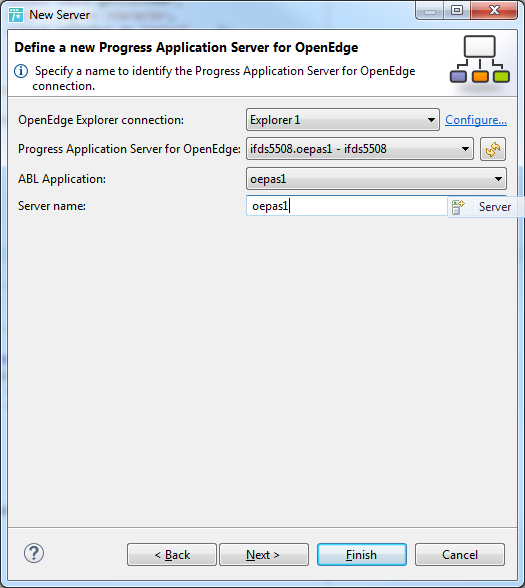 New Server
Define a new Progress Application Server for OpenEdge
Specify a name to identify the Progress Application Server for OpenEdge
connection.
OpenEdge Explorer connection: Explorer 1 Configure...
Progress Application Server for OpenEdge: ifds5508.oepas1 - ifds5508
ABL Application: oepas1
Server name: oepas1 Server
< Back Next > Finish Cancel